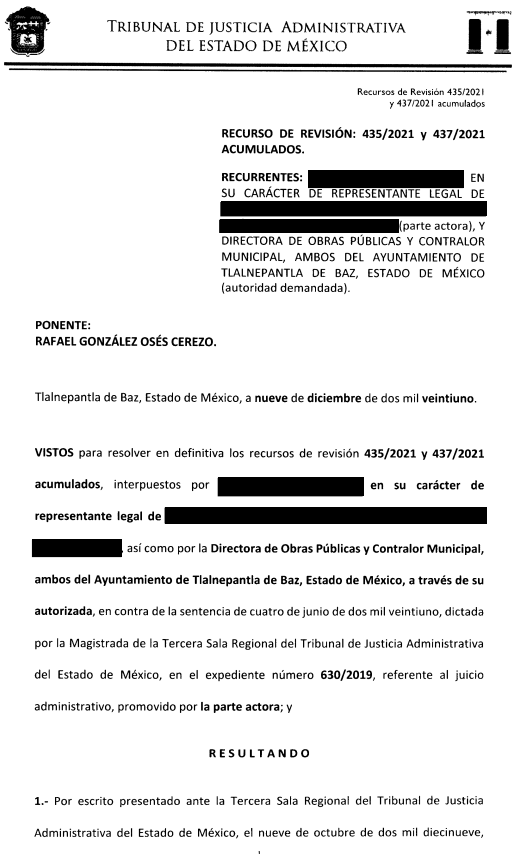 TRIBUNAL DE JUSTICIA ADMINISTRATIVA
DEL ESTADO DE MÉXICO
Recursos de Revisión 435/2021
y 437/2021 acumulados
RECURSO DE REVISIÓN: 435/2021 y 437/2021
ACUMULADOS.
RECURRENTES: EN
SU CARÁCTER DE REPRESENTANTE LEGAL DE
(parte actora), Y
DIRECTORA DE OBRAS PÚBLICAS Y CONTRALOR
MUNICIPAL, AMBOS DEL AYUNTAMIENTO DE
TLALNEPANTLA DE BAZ, ESTADO DE MÉXICO
(autoridad demandada).
PONENTE:
RAFAEL GONZÁLEZ OSÉS CEREZO.
Tlalnepantla de Baz, Estado de México, a nueve de diciembre de dos mil veintiuno.
VISTOS para resolver en definitiva los recursos de revisión 435/2021 y 437/2021
acumulados, interpuestos por en su carácter de
representante legal de
, así como por la Directora de Obras Públicas y Contralor Municipal,
ambos del Ayuntamiento de Tlalnepantla de Baz, Estado de México, a través de su
autorizada, en contra de la sentencia de cuatro de junio de dos mil veintiuno, dictada
por la Magistrada de la Tercera Sala Regional del Tribunal de Justicia Administrativa
del Estado de México, en el expediente número 630/2019, referente al juicio
administrativo, promovido por la parte actora; y
R E S U L T A N D O
1.- Por escrito presentado ante la Tercera Sala Regional del Tribunal de Justicia
Administrativa del Estado de México, el nueve de octubre de dos mil diecinueve,